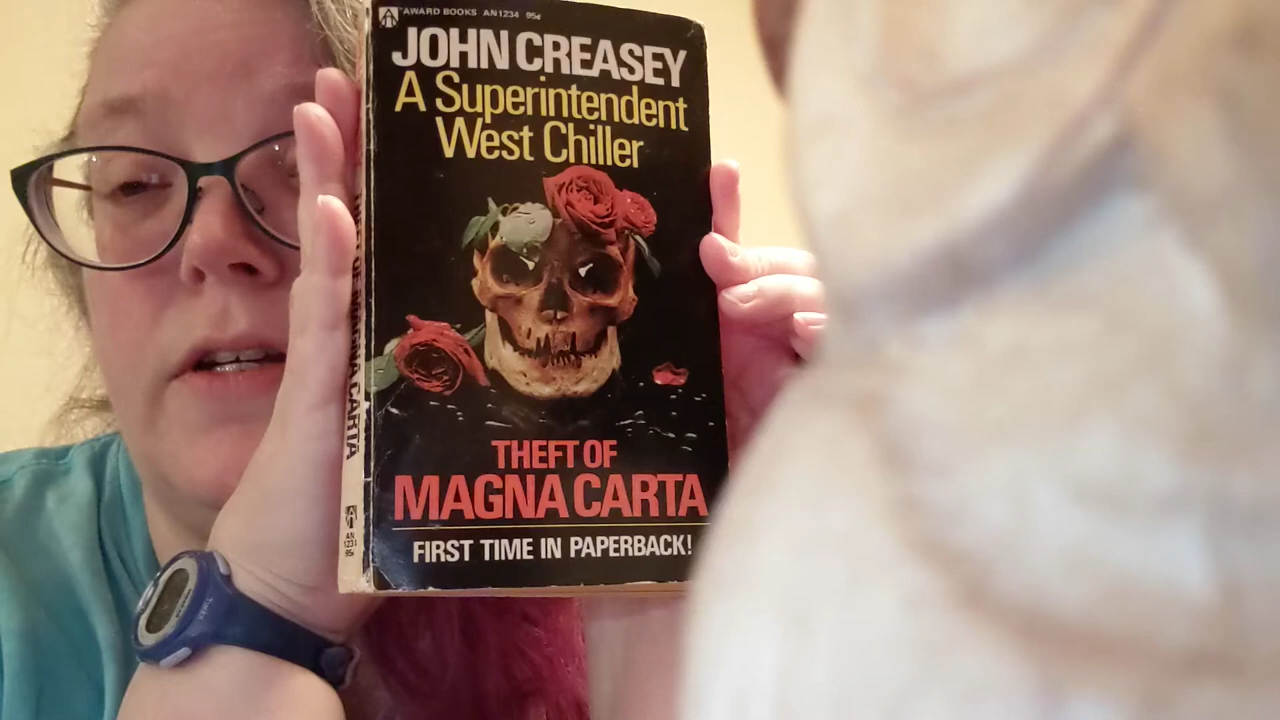 AWARD BOOKS AN1234 95¢
JOHN CREASEY
A Superintendent
West Chiller
THEFT OF
MAGNA CARTA
FIRST TIME IN PAPERBACK!
THEFT OF MAGNA CARTA
AN
1234
95¢
TIMEX